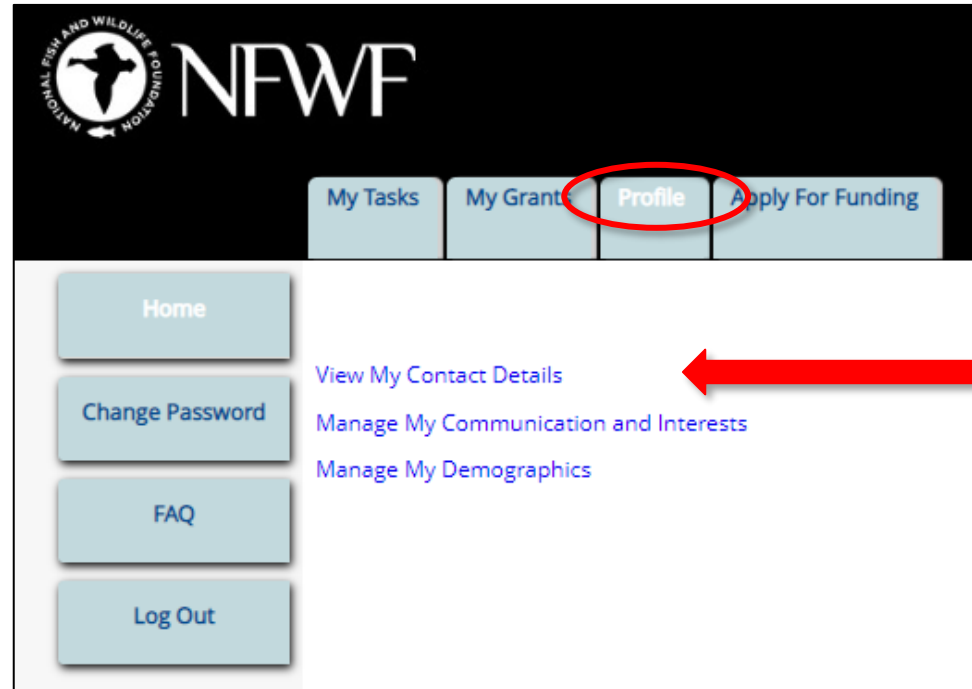 NATIONAL FISH AND WILDLIFE FOUNDATION
NFWF
My Tasks My Grants Profile Apply For Funding
Home
View My Contact Details
Change Password
Manage My Communication and Interests
Manage My Demographics
FAQ
Log Out